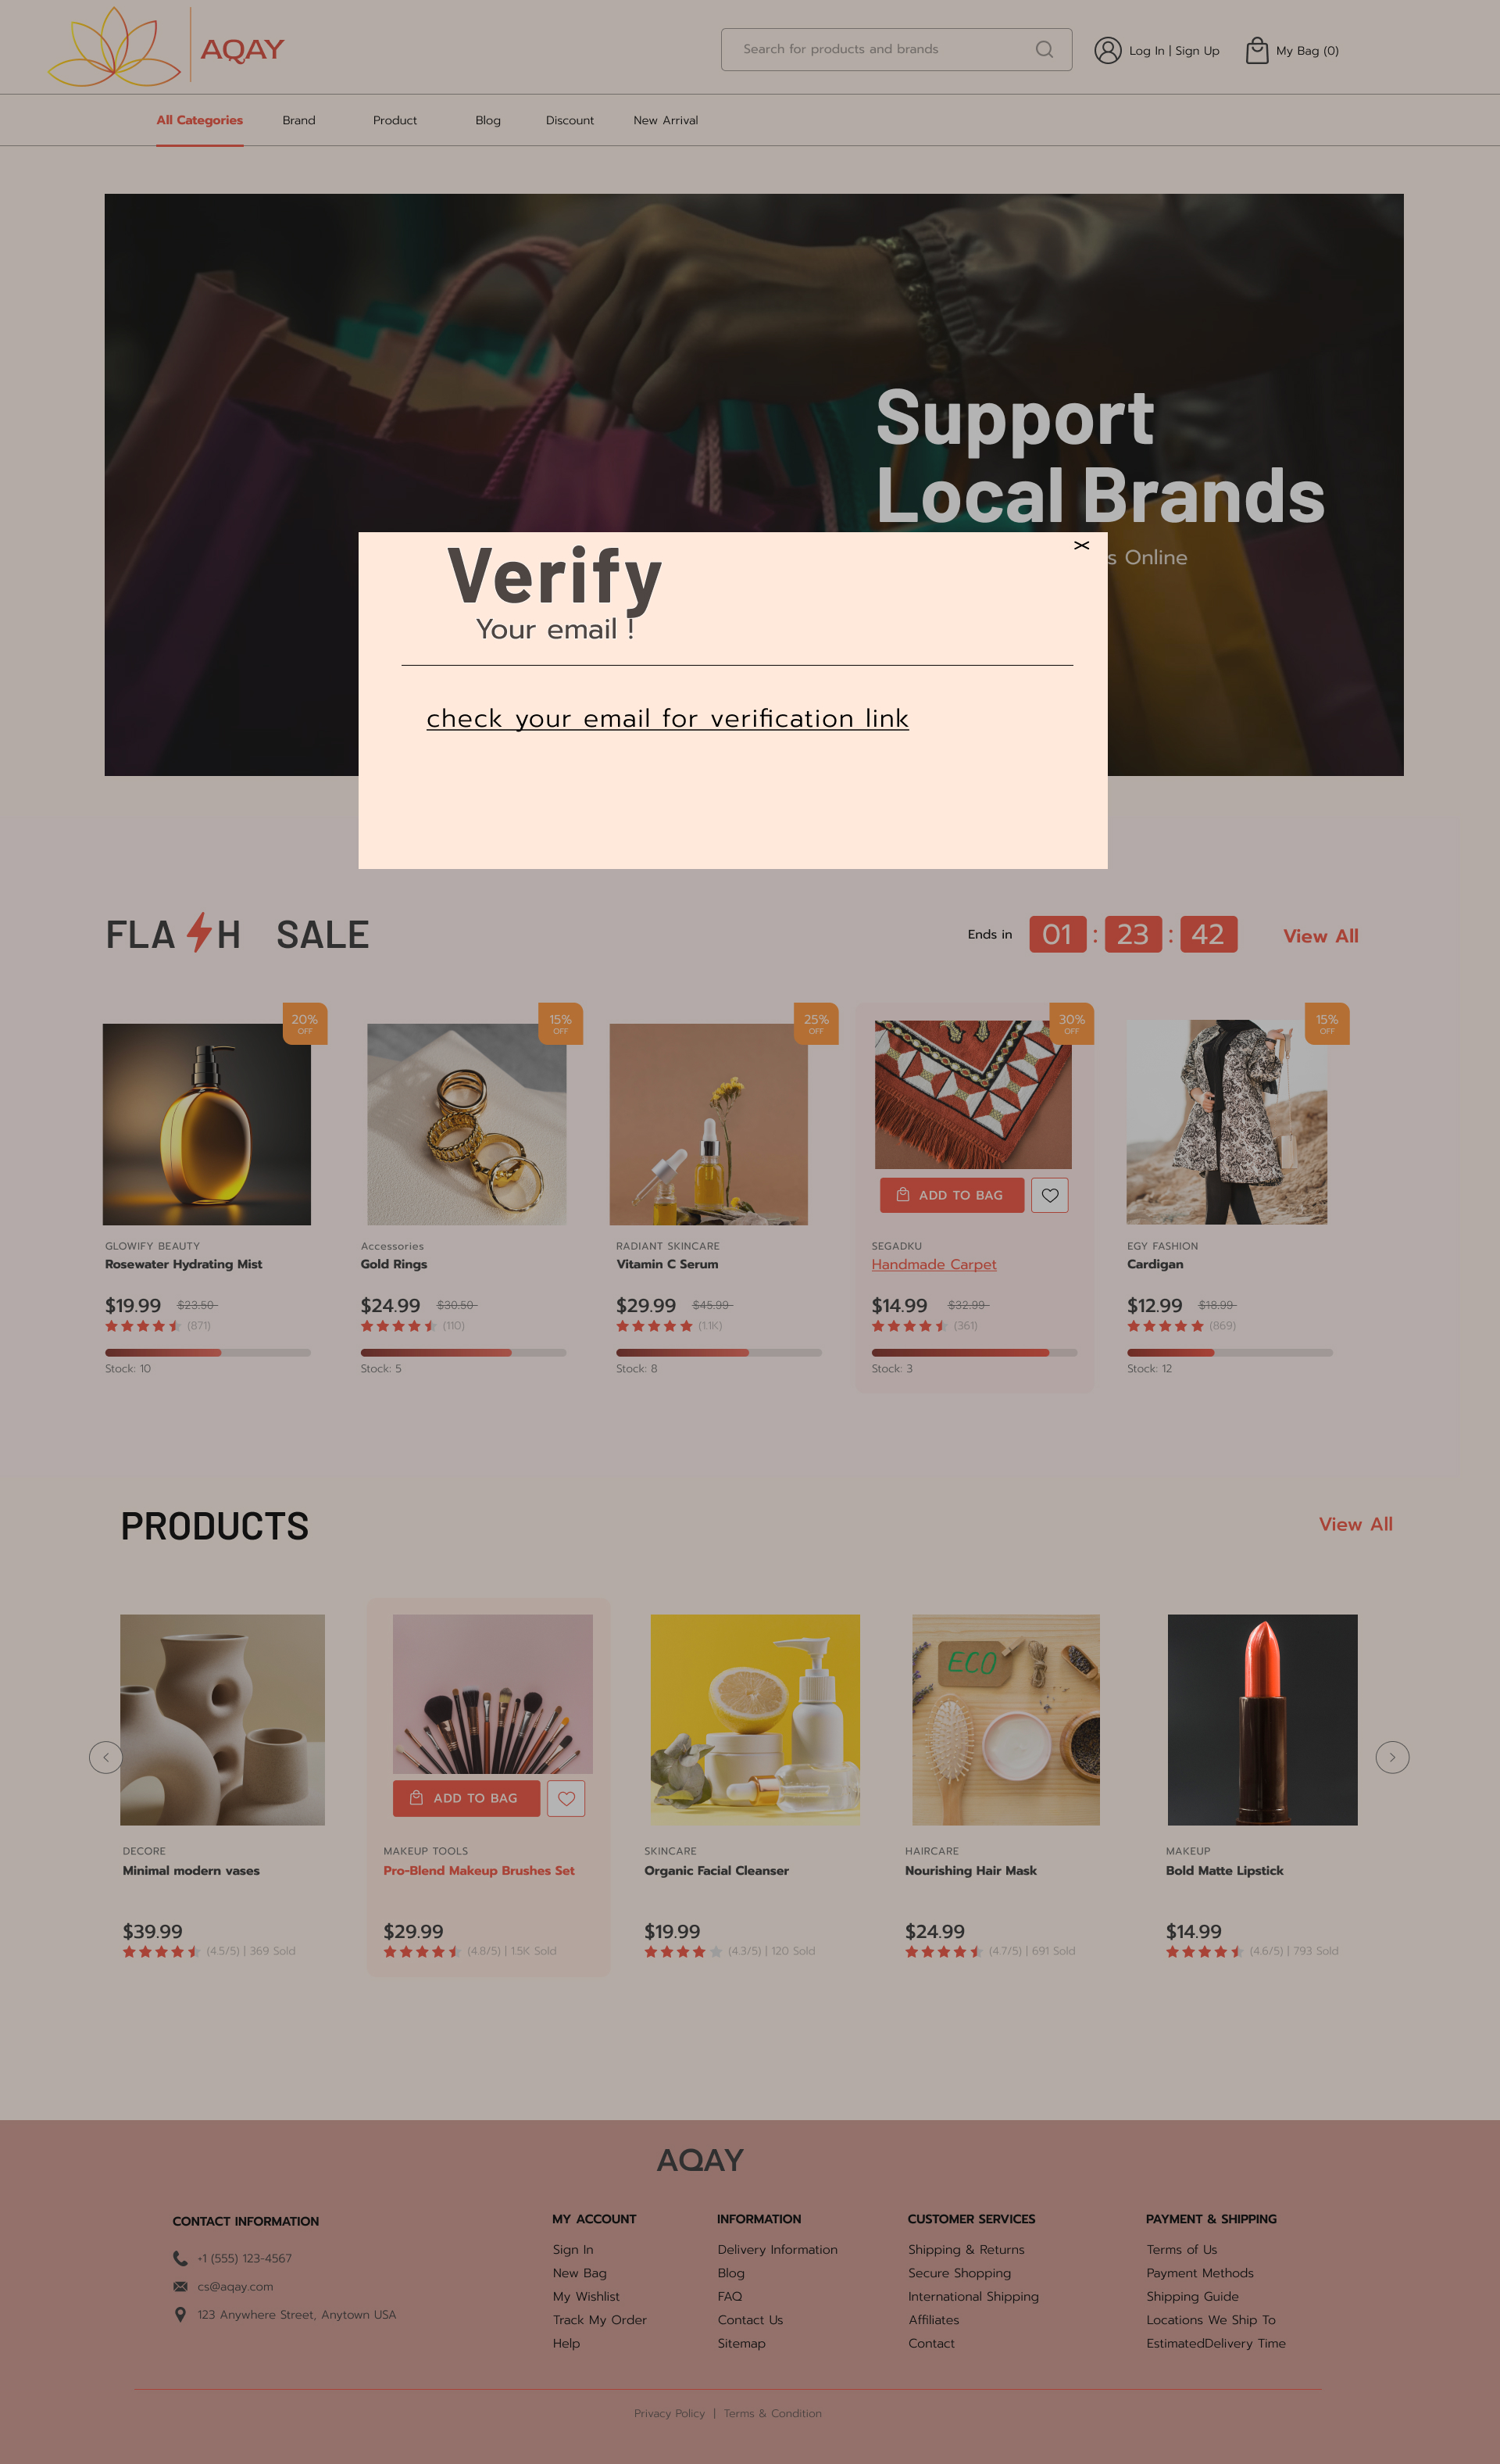 AQAY
Search for products and brands
Log In | Sign Up
My Bag (0)
All Categories Brand Product Blog Discount New Arrival
Support
Local Brands
s Online
Verify
Your email !
check your email for verification link
FLA H SALE
Ends in 01 : 23 : 42
View All
20% OFF
15% OFF
25% OFF
30% OFF
15% OFF
ADD TO BAG
GLOWIFY BEAUTY
Rosewater Hydrating Mist
$19.99 $23.50
(871)
Stock: 10
Accessories
Gold Rings
$24.99 $30.50
(110)
Stock: 5
RADIANT SKINCARE
Vitamin C Serum
$29.99 $45.99
(1.1K)
Stock: 8
SEGADKU
Handmade Carpet
$14.99 $32.99
(361)
Stock: 3
EGY FASHION
Cardigan
$12.99 $18.99
(869)
Stock: 12
PRODUCTS
View All
ECO
ADD TO BAG
DECORE
Minimal modern vases
$39.99
(4.5/5) | 369 Sold
MAKEUP TOOLS
Pro-Blend Makeup Brushes Set
$29.99
(4.8/5) | 1.5K Sold
SKINCARE
Organic Facial Cleanser
$19.99
(4.3/5) | 120 Sold
HAIRCARE
Nourishing Hair Mask
$24.99
(4.7/5) | 691 Sold
MAKEUP
Bold Matte Lipstick
$14.99
(4.6/5) | 793 Sold
AQAY
CONTACT INFORMATION
+1 (555) 123-4567
cs@aqay.com
123 Anywhere Street, Anytown USA
MY ACCOUNT
Sign In
New Bag
My Wishlist
Track My Order
Help
INFORMATION
Delivery Information
Blog
FAQ
Contact Us
Sitemap
CUSTOMER SERVICES
Shipping & Returns
Secure Shopping
International Shipping
Affiliates
Contact
PAYMENT & SHIPPING
Terms of Us
Payment Methods
Shipping Guide
Locations We Ship To
EstimatedDelivery Time
Privacy Policy | Terms & Condition